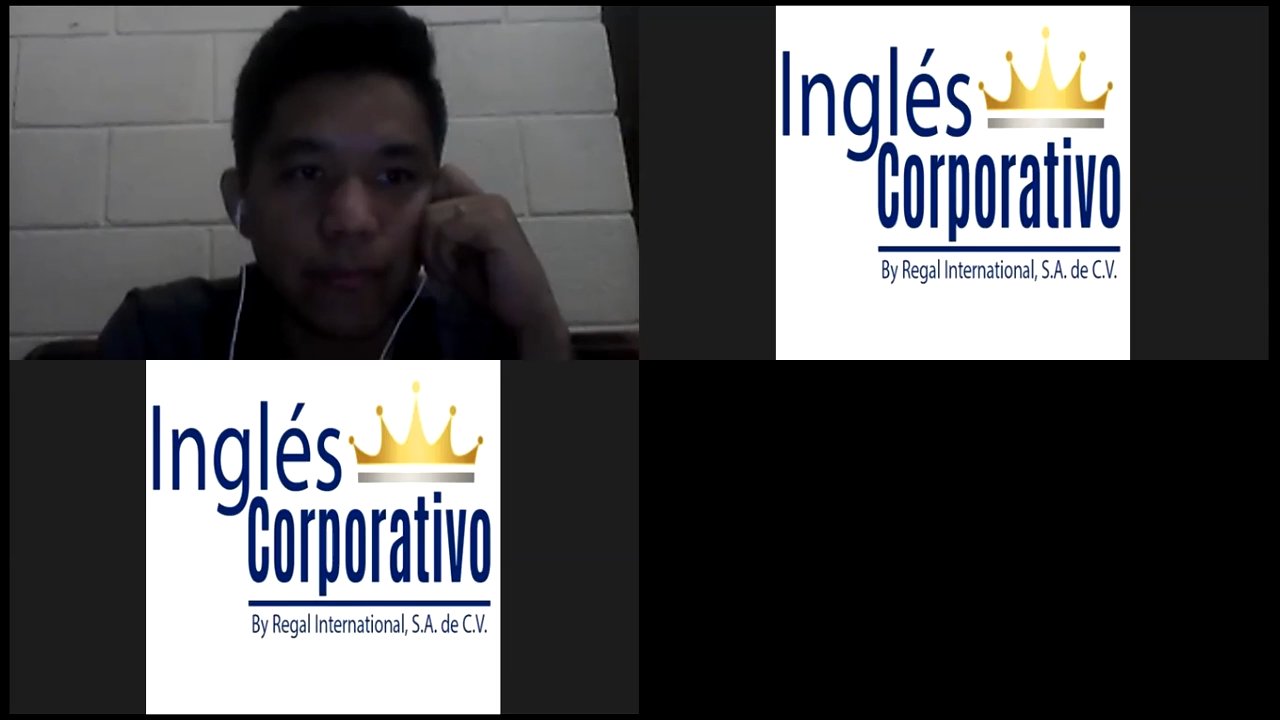 Inglés
Corporativo
By Regal International, S.A. de C.V.
Inglés
Corporativo
By Regal International, S.A. de C.V.